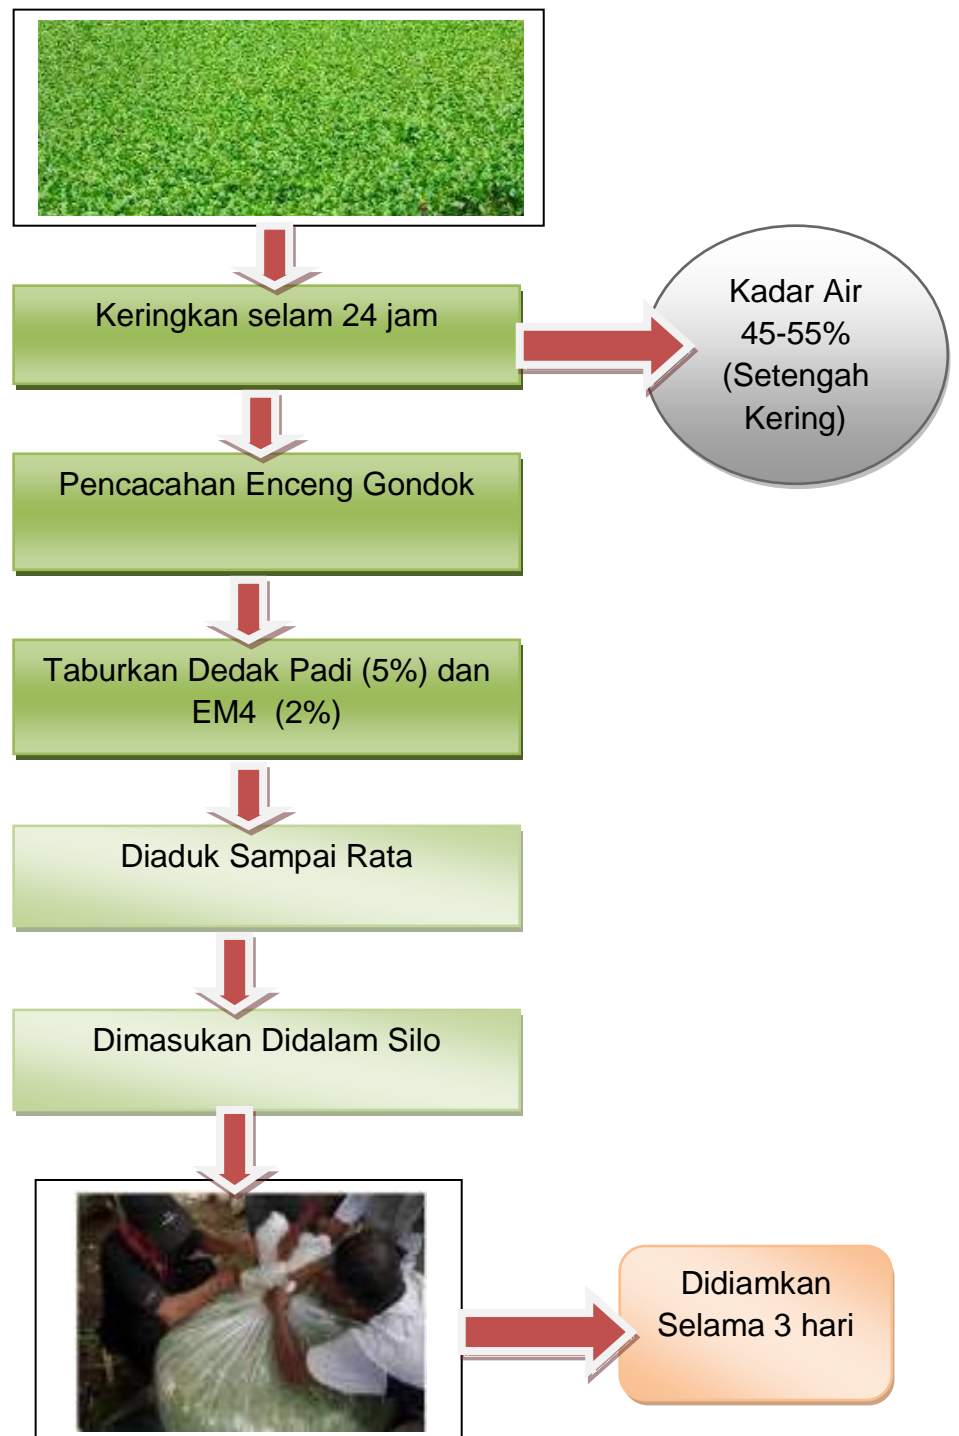 Keringkan selam 24 jam
Kadar Air
45-55%
(Setengah
Kering)
Pencacahan Enceng Gondok
Taburkan Dedak Padi (5%) dan
EM4  (2%)
Diaduk Sampai Rata
Dimasukan Didalam Silo
Didiamkan
Selama 3 hari